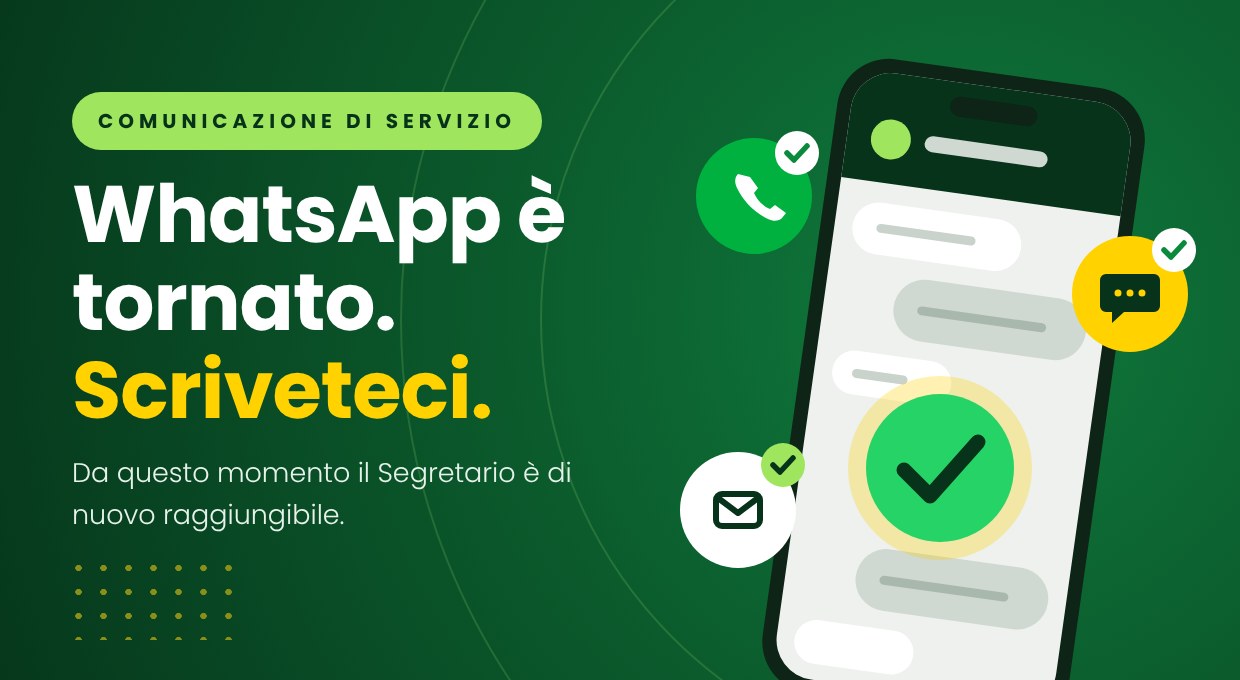 COMUNICAZIONE DI SERVIZIO
WhatsApp è
tornato.
Scriveteci.
Da questo momento il Segretario è di
nuovo raggiungibile.